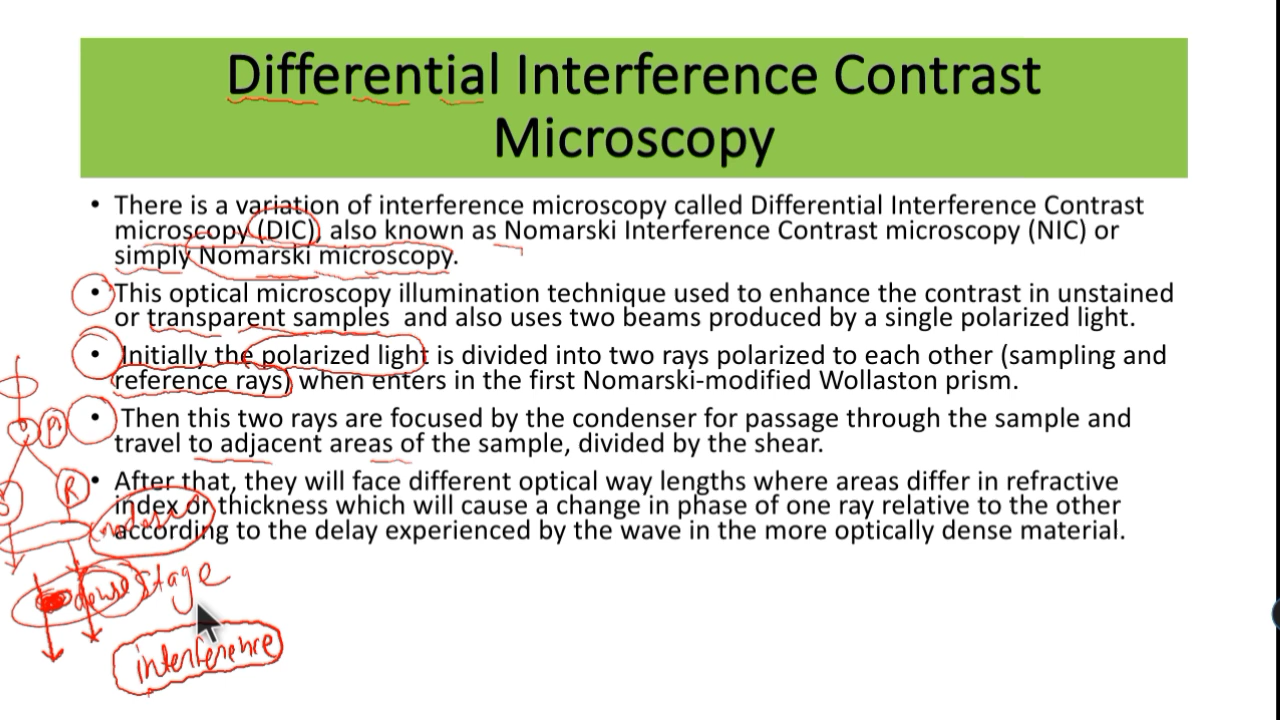 Differential Interference Contrast
Microscopy
• There is a variation of interference microscopy called Differential Interference Contrast
microscopy (DIC), also known as Nomarski Interference Contrast microscopy (NIC) or
simply Nomarski microscopy.
• This optical microscopy illumination technique used to enhance the contrast in unstained
or transparent samples and also uses two beams produced by a single polarized light.
• Initially the polarized light is divided into two rays polarized to each other (sampling and
reference rays) when enters in the first Nomarski-modified Wollaston prism.
• Then this two rays are focused by the condenser for passage through the sample and
travel to adjacent areas of the sample, divided by the shear.
• After that, they will face different optical way lengths where areas differ in refractive
index or thickness which will cause a change in phase of one ray relative to the other
according to the delay experienced by the wave in the more optically dense material.
R
dense stage
interference